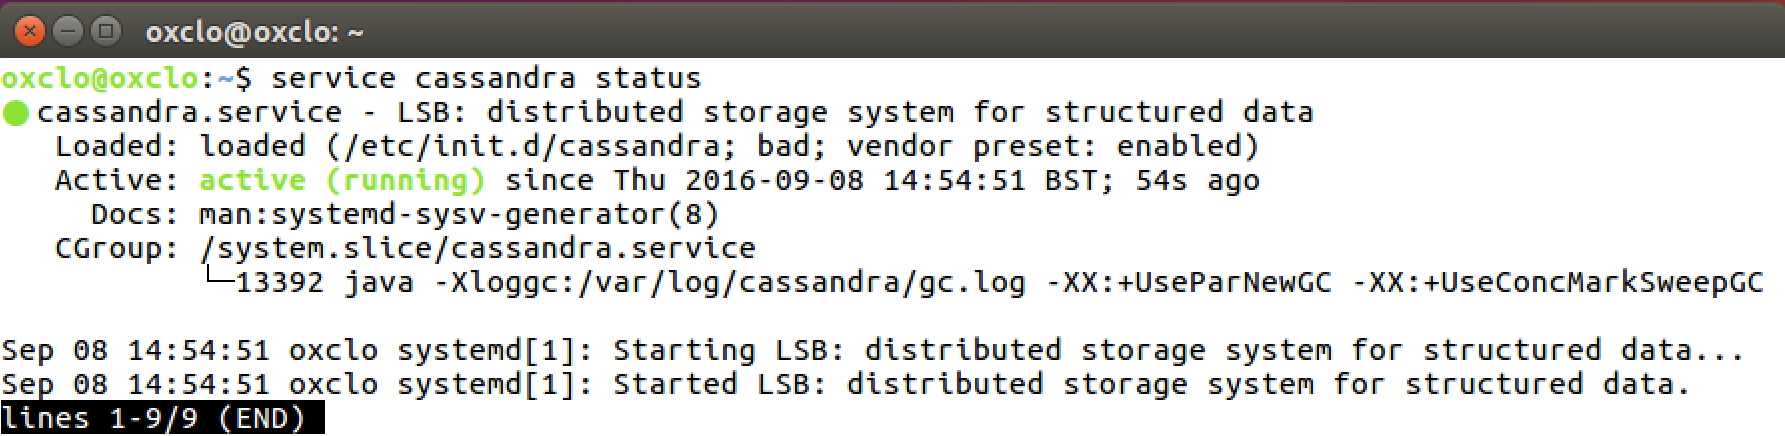 oxclo@oxclo: ~
oxclo@oxclo:~$ service cassandra status
● cassandra.service - LSB: distributed storage system for structured data
   Loaded: loaded (/etc/init.d/cassandra; bad; vendor preset: enabled)
   Active: active (running) since Thu 2016-09-08 14:54:51 BST; 54s ago
     Docs: man:systemd-sysv-generator(8)
   CGroup: /system.slice/cassandra.service
           └─13392 java -Xloggc:/var/log/cassandra/gc.log -XX:+UseParNewGC -XX:+UseConcMarkSweepGC
Sep 08 14:54:51 oxclo systemd[1]: Starting LSB: distributed storage system for structured data...
Sep 08 14:54:51 oxclo systemd[1]: Started LSB: distributed storage system for structured data.
lines 1-9/9 (END)